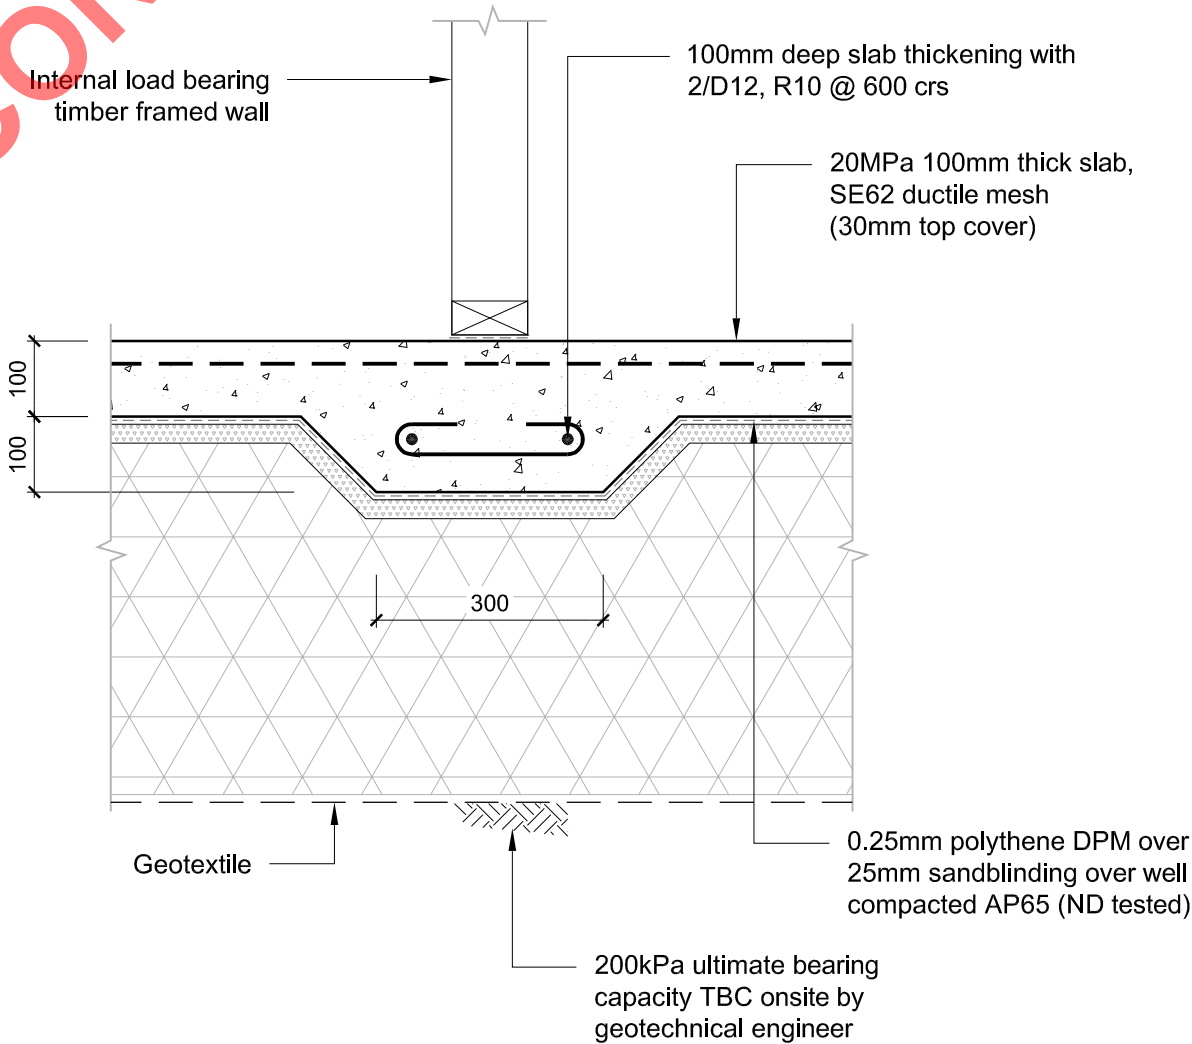 CON
Internal load bearing
timber framed wall
100mm deep slab thickening with
2/D12, R10 @ 600 crs
20MPa 100mm thick slab,
SE62 ductile mesh
(30mm top cover)
100
100
300
Geotextile
0.25mm polythene DPM over
25mm sandblinding over well
compacted AP65 (ND tested)
200kPa ultimate bearing
capacity TBC onsite by
geotechnical engineer